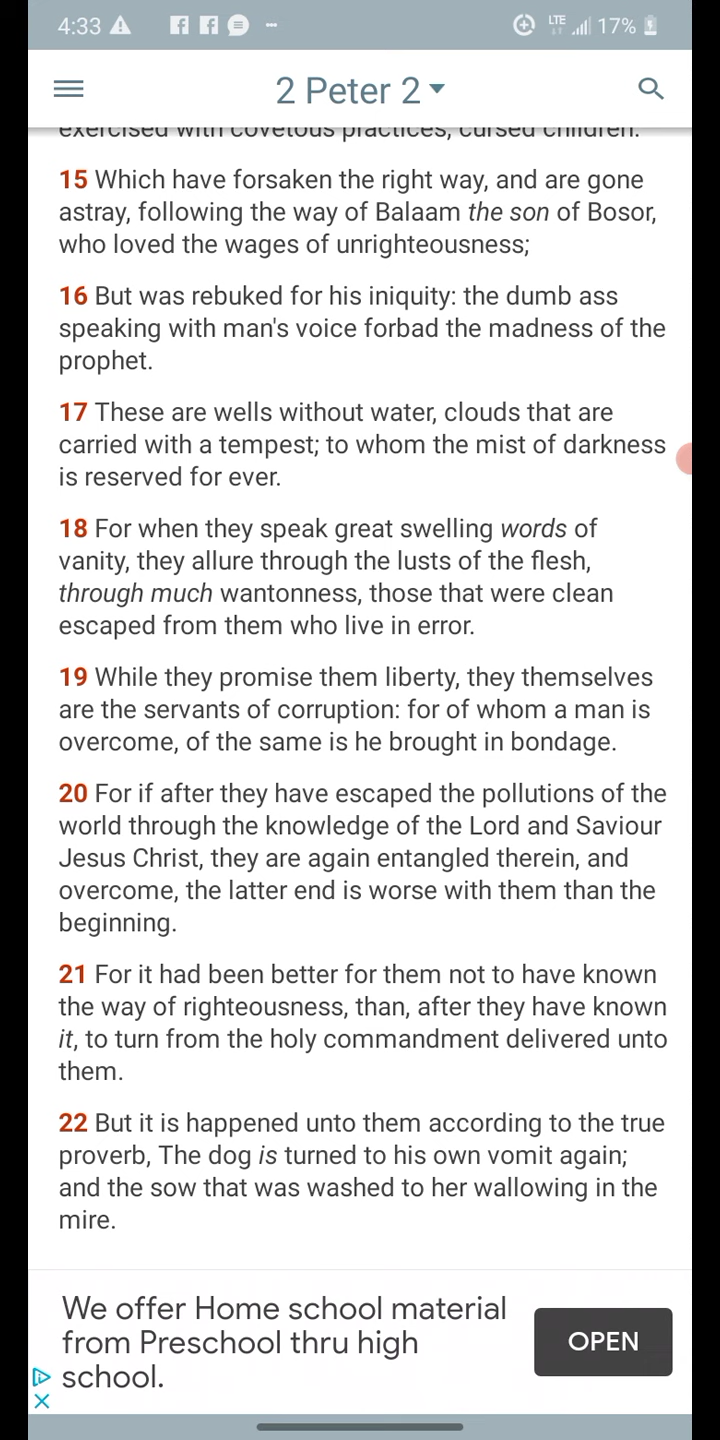 4:33
LTE 17%
2 Peter 2
exercised with covetous practices, cursed children:
15 Which have forsaken the right way, and are gone
astray, following the way of Balaam the son of Bosor,
who loved the wages of unrighteousness;
16 But was rebuked for his iniquity: the dumb ass
speaking with man's voice forbad the madness of the
prophet.
17 These are wells without water, clouds that are
carried with a tempest; to whom the mist of darkness
is reserved for ever.
18 For when they speak great swelling words of
vanity, they allure through the lusts of the flesh,
through much wantonness, those that were clean
escaped from them who live in error.
19 While they promise them liberty, they themselves
are the servants of corruption: for of whom a man is
overcome, of the same is he brought in bondage.
20 For if after they have escaped the pollutions of the
world through the knowledge of the Lord and Saviour
Jesus Christ, they are again entangled therein, and
overcome, the latter end is worse with them than the
beginning.
21 For it had been better for them not to have known
the way of righteousness, than, after they have known
it, to turn from the holy commandment delivered unto
them.
22 But it is happened unto them according to the true
proverb, The dog is turned to his own vomit again;
and the sow that was washed to her wallowing in the
mire.
We offer Home school material
from Preschool thru high
school.
OPEN